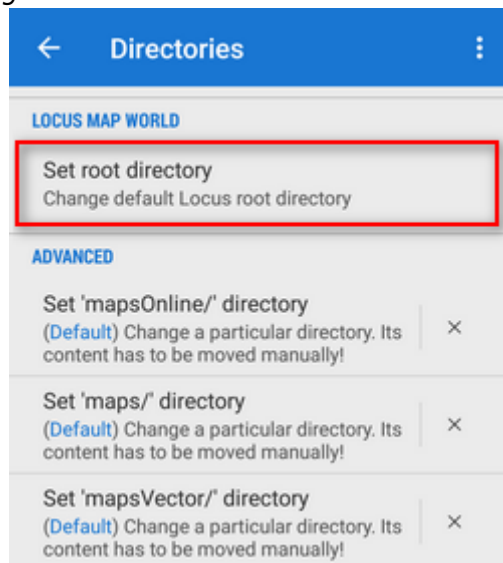 Directories
LOCUS MAP WORLD
Set root directory
Change default Locus root directory
ADVANCED
Set 'mapsOnline/' directory
(Default) Change a particular directory. Its
content has to be moved manually!
Set 'maps/' directory
(Default) Change a particular directory. Its
content has to be moved manually!
Set 'mapsVector/' directory
(Default) Change a particular directory. Its
content has to be moved manually!